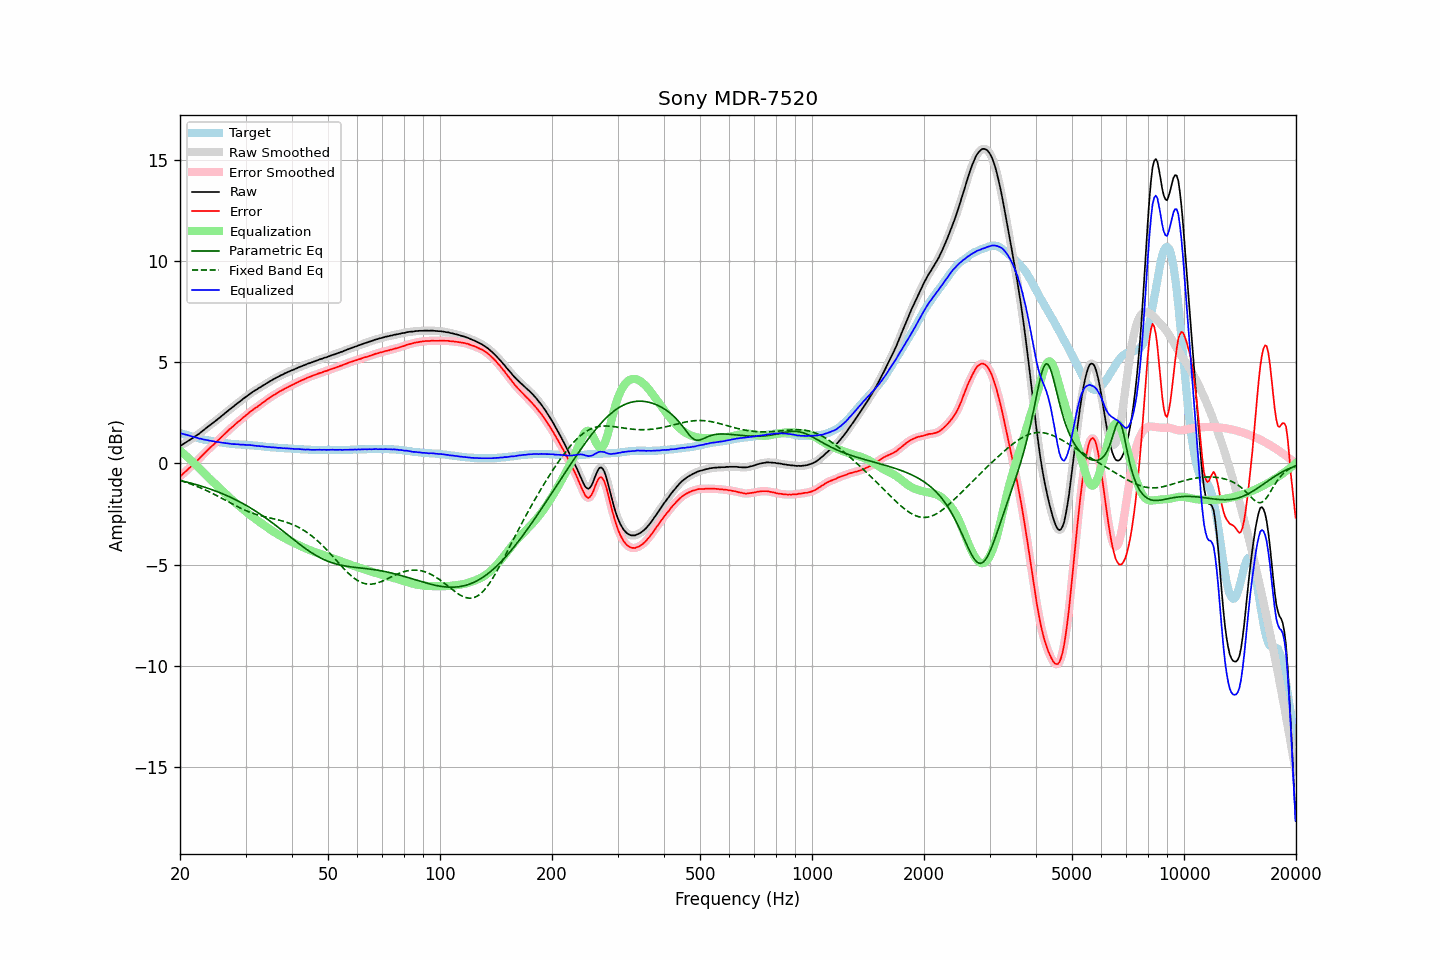 Sony MDR-7520
Target
Raw Smoothed
Error Smoothed
Raw
Error
Equalization
Parametric Eq
Fixed Band Eq
Equalized
Amplitude (dBr)
15
10
5
0
−5
−10
−15
20 50 100 200 500 1000 2000 5000 10000 20000
Frequency (Hz)